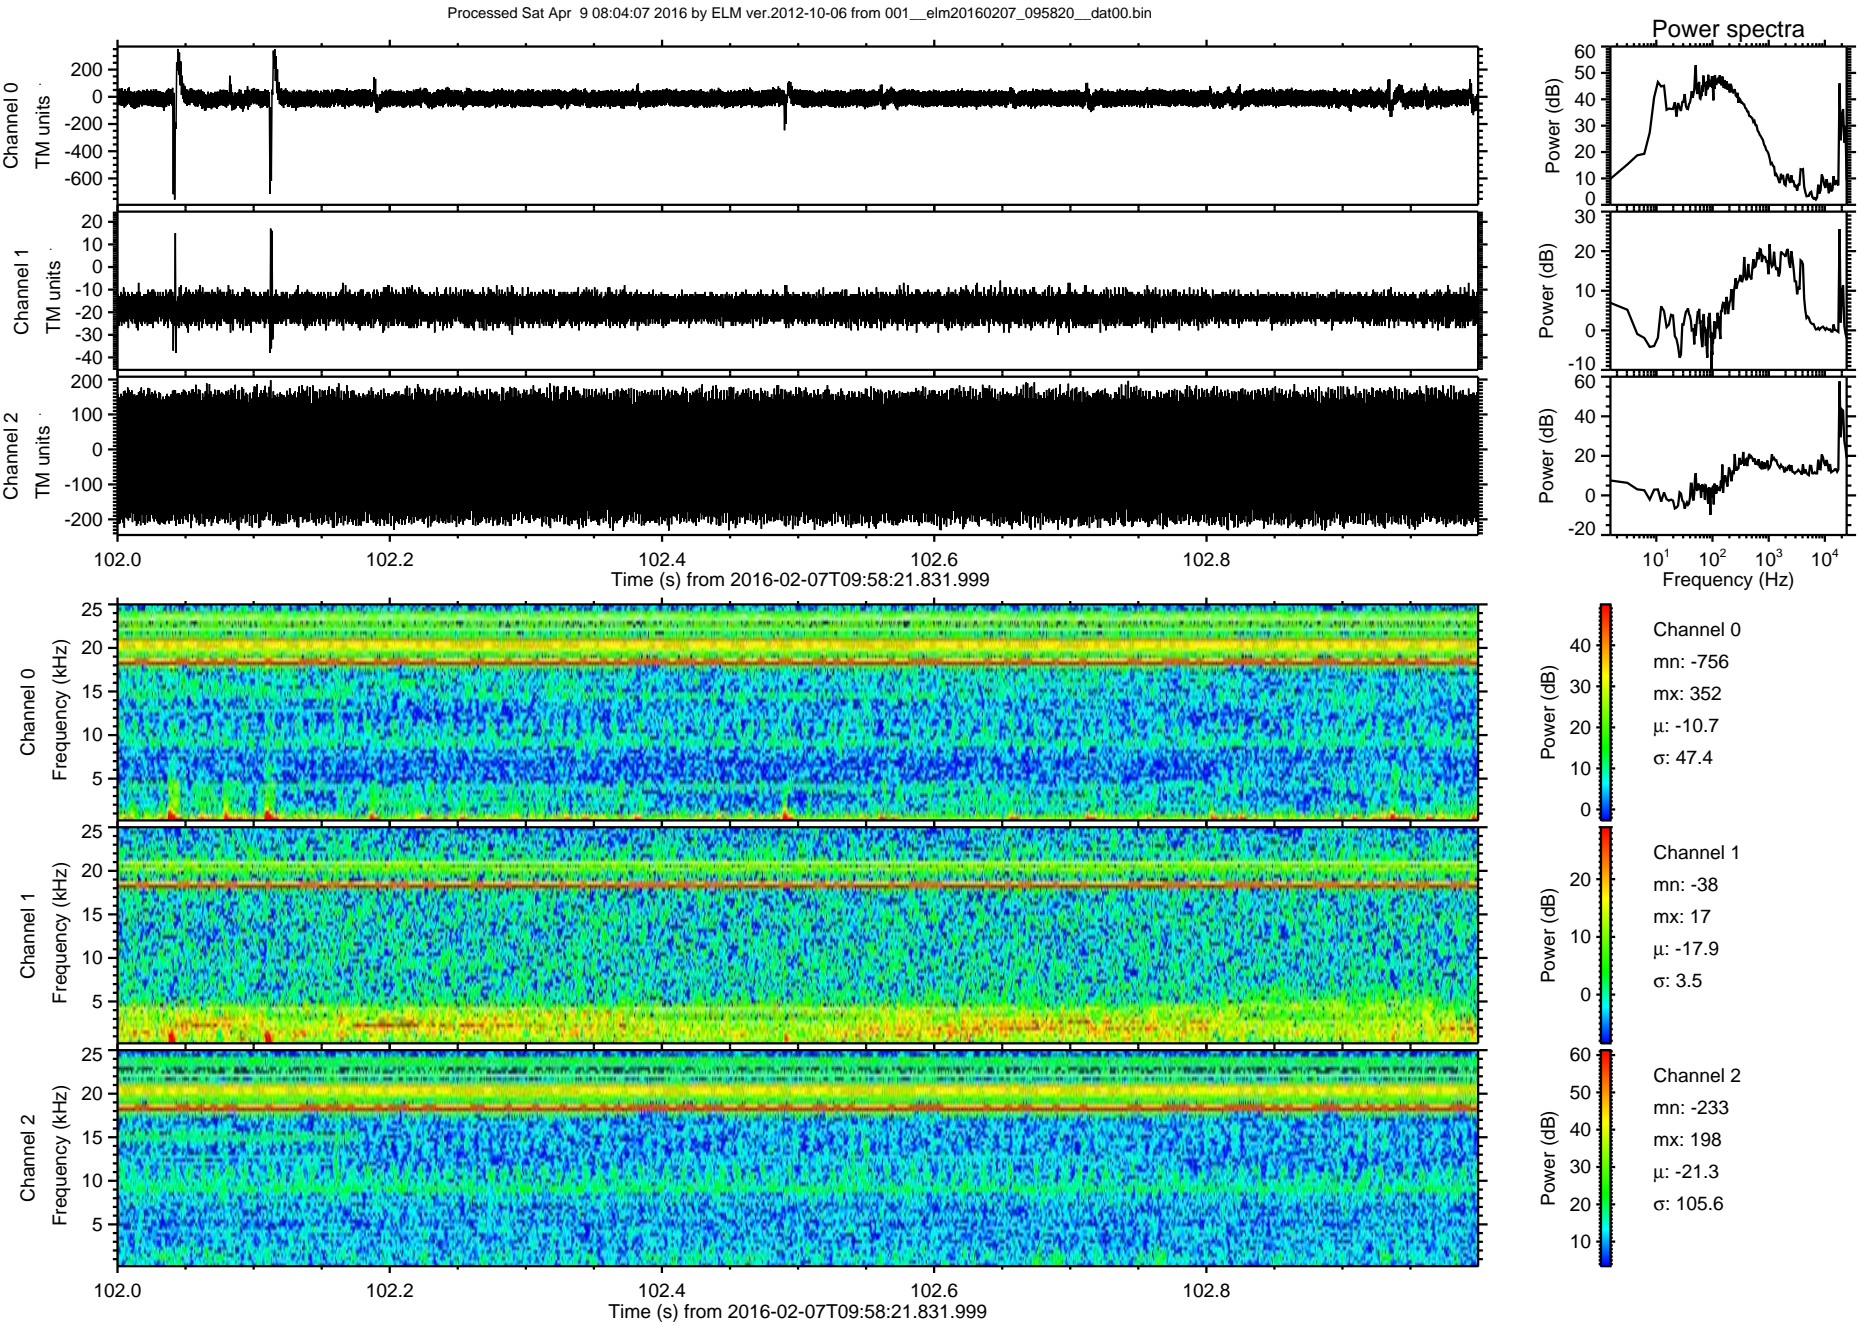 Processed Sat Apr  9 08:04:07 2016 by ELM ver.2012-10-06 from 001__elm20160207_095820__dat00.bin
Power spectra
Channel 0
TM units
200
0
-200
-400
-600
Power (dB)
60
50
40
30
20
10
0
Channel 1
TM units
20
10
0
-10
-20
-30
-40
Power (dB)
30
20
10
0
-10
Channel 2
TM units
200
100
0
-100
-200
Power (dB)
60
40
20
0
-20
102.0 102.2 102.4 102.6 102.8
Time (s) from 2016-02-07T09:58:21.831.999
10¹ 10² 10³ 10⁴
Frequency (Hz)
Channel 0
Frequency (kHz)
25
20
15
10
5
Power (dB)
40
30
20
10
0
Channel 0
mn: -756
mx: 352
μ: -10.7
σ: 47.4
Channel 1
Frequency (kHz)
25
20
15
10
5
Power (dB)
20
10
0
Channel 1
mn: -38
mx: 17
μ: -17.9
σ: 3.5
Channel 2
Frequency (kHz)
25
20
15
10
5
Power (dB)
60
50
40
30
20
10
Channel 2
mn: -233
mx: 198
μ: -21.3
σ: 105.6
102.0 102.2 102.4 102.6 102.8
Time (s) from 2016-02-07T09:58:21.831.999